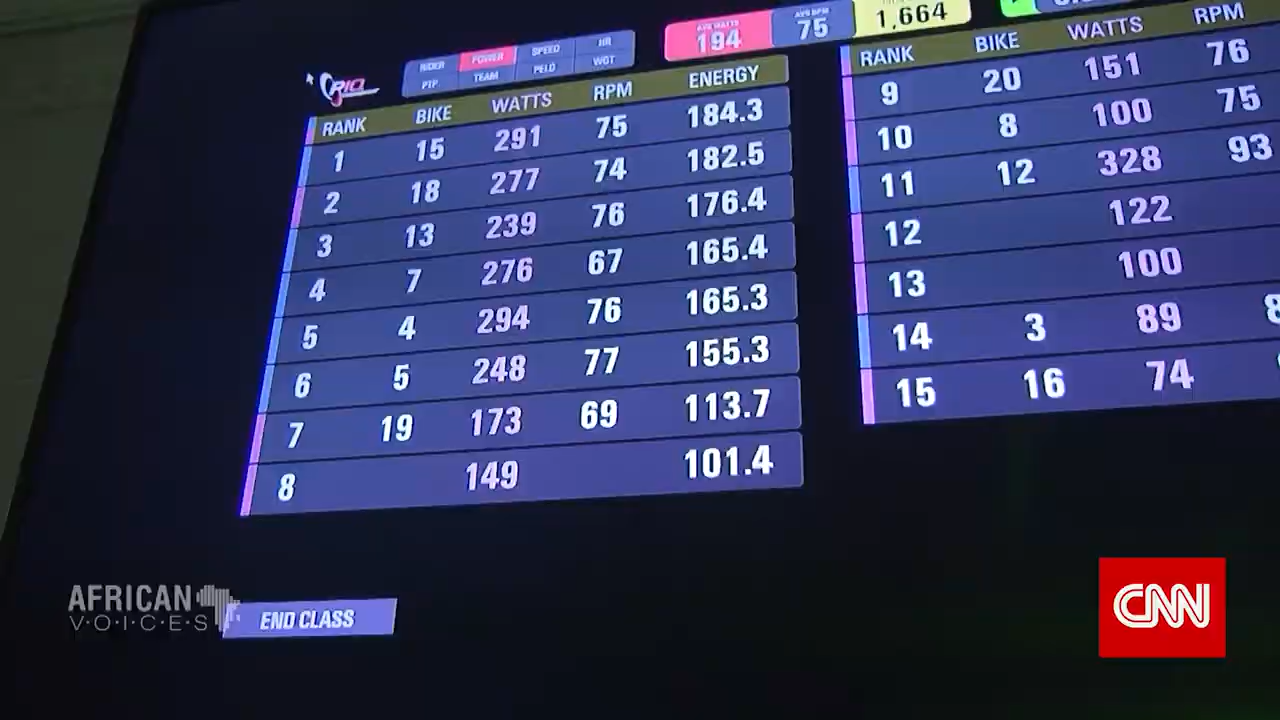 RIDER POWER SPEED HR
PTP TEAM PELO WGT
AVG WATTS
194
AVG RPM
75
1,664
RANK BIKE WATTS RPM ENERGY
1 15 291 75 184.3
2 18 277 74 182.5
3 13 239 76 176.4
4 7 276 67 165.4
5 4 294 76 165.3
6 5 248 77 155.3
7 19 173 69 113.7
8 149 101.4
RANK BIKE WATTS RPM
9 20 151 76
10 8 100 75
11 12 328 93
12 122
13 100
14 3 89
15 16 74
END CLASS
AFRICAN
VOICES
CNN